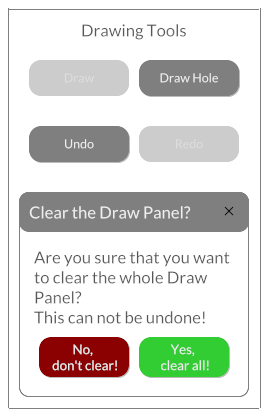 Drawing Tools
Draw
Draw Hole
Undo
Redo
Clear the Draw Panel?
Are you sure that you want
to clear the whole Draw
Panel?
This can not be undone!
No,
don't clear!
Yes,
clear all!